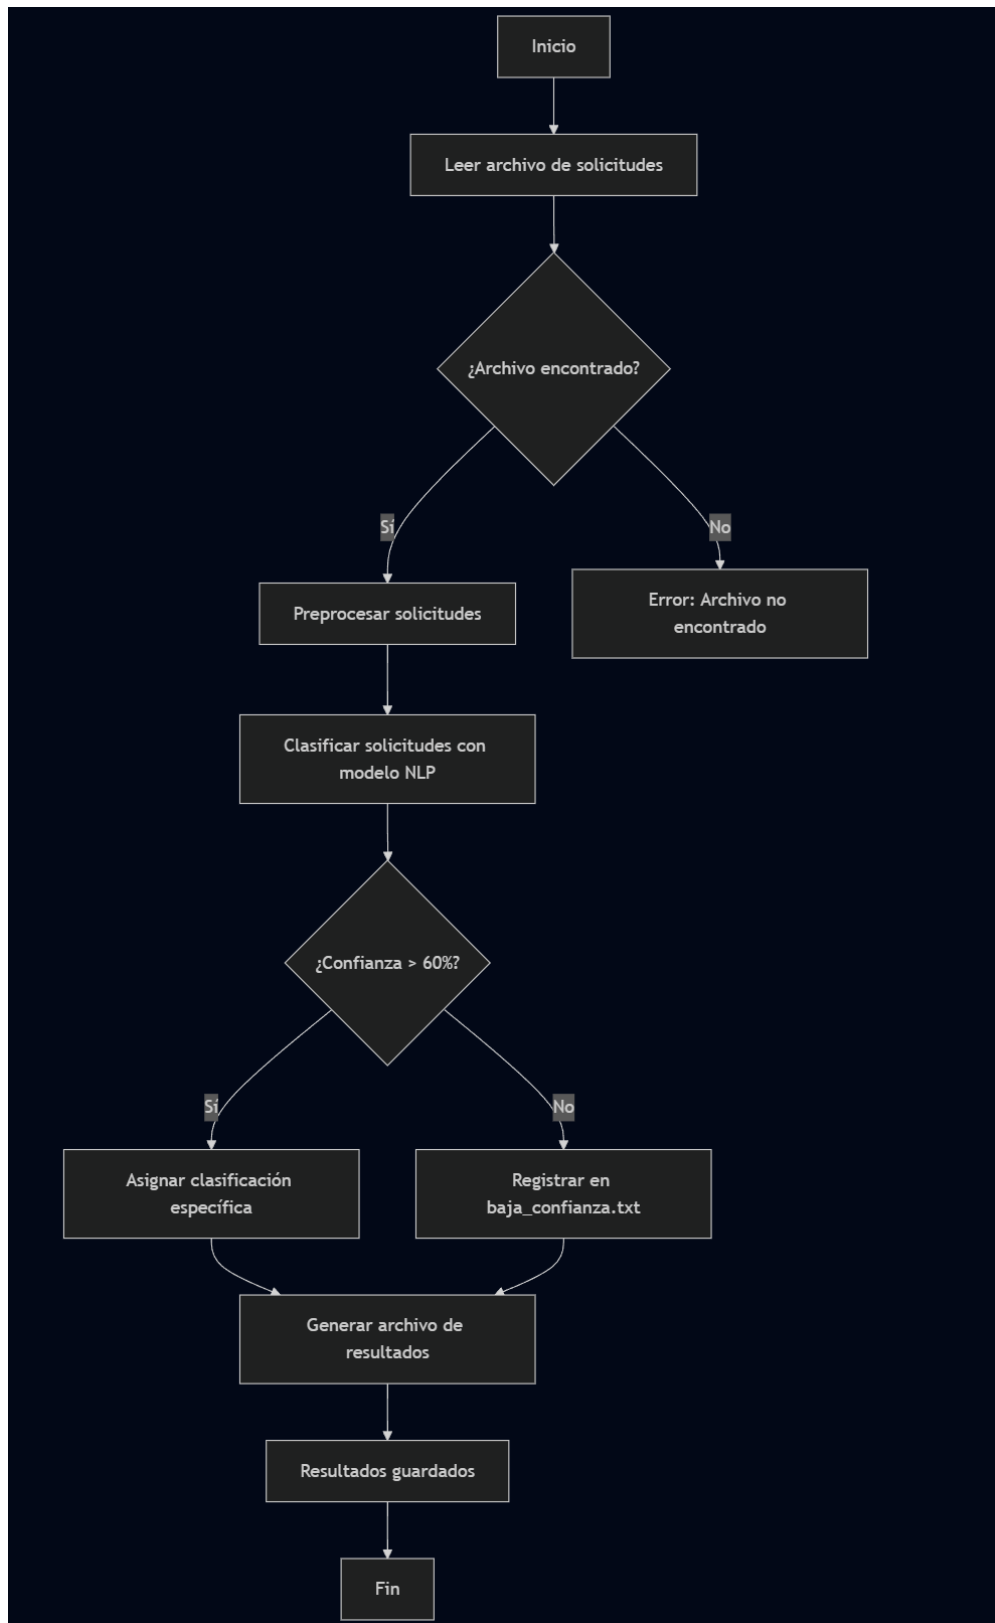 Inicio
Leer archivo de solicitudes
¿Archivo encontrado?
Sí
No
Preprocesar solicitudes
Error: Archivo no
encontrado
Clasificar solicitudes con
modelo NLP
¿Confianza > 60%?
Sí
No
Asignar clasificación
específica
Registrar en
baja_confianza.txt
Generar archivo de
resultados
Resultados guardados
Fin